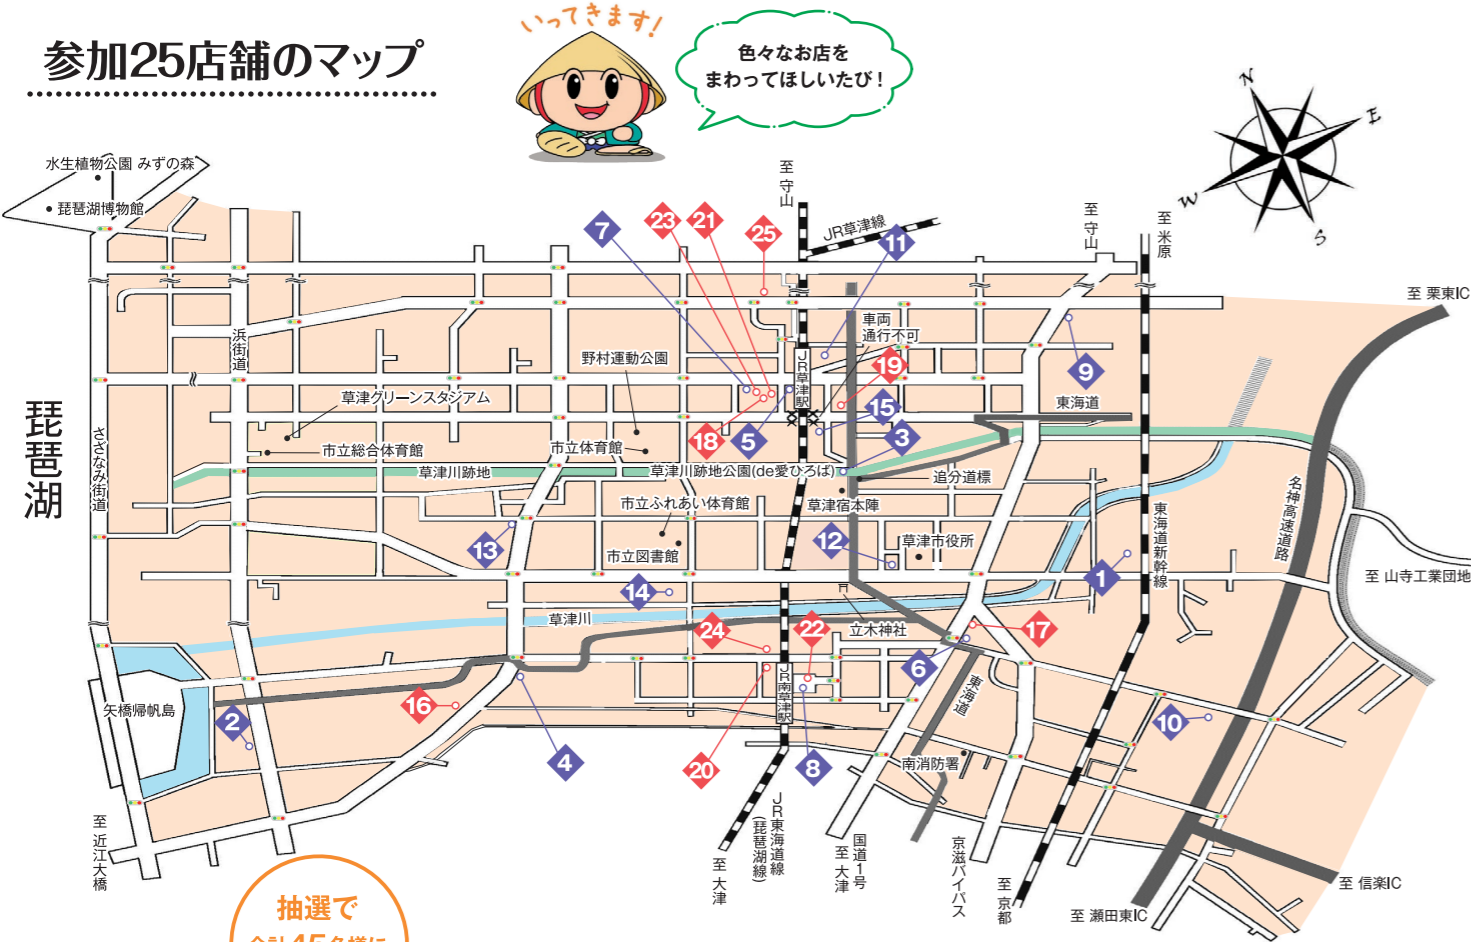 いってきます！
参加25店舗のマップ
色々なお店を
まわってほしいたび！
N
E
W
S
水生植物公園 みずの森
琵琶湖博物館
至 守山
JR草津線
至 守山
至 米原
至 栗東IC
7
23
21
25
11
車両
通行不可
浜街道
野村運動公園
JR草津駅
19
9
草津グリーンスタジアム
東海道
15
琵琶湖
さざなみ街道
市立総合体育館
市立体育館
18
5
3
草津川跡地
草津川跡地公園(de愛ひろば)
追分道標
名神高速道路
市立ふれあい体育館
草津宿本陣
東海道新幹線
13
市立図書館
12
草津市役所
1
至 山寺工業団地
14
草津川
24
22
立木神社
17
6
JR南草津駅
東海道
矢橋帰帆島
2
16
10
4
20
8
南消防署
至 近江大橋
JR東海道線
(琵琶湖線)
至 大津
国道1号
至 大津
京滋バイパス
至 京都
至 瀬田東IC
至 信楽IC
抽選で
合計45名様に